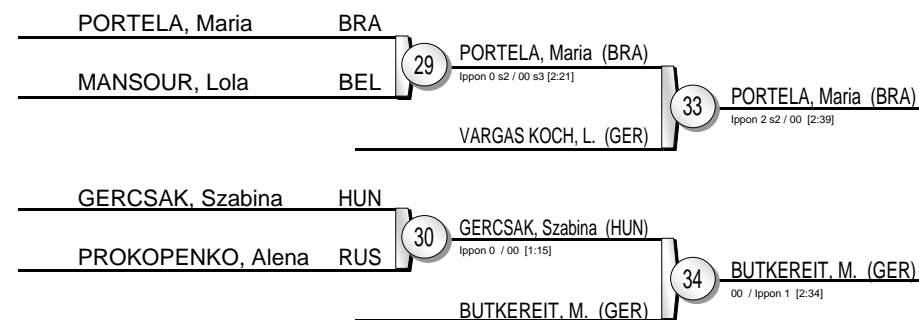 PORTELA, Maria BRA
29
PORTELA, Maria (BRA)
Ippon 0 s2 / 00 s3 [2:21]
MANSOUR, Lola BEL
33
PORTELA, Maria (BRA)
Ippon 2 s2 / 00 [2:39]
VARGAS KOCH, L. (GER)
GERCSAK, Szabina HUN
30
GERCSAK, Szabina (HUN)
Ippon 0 / 00 [1:15]
PROKOPENKO, Alena RUS
34
BUTKEREIT, M. (GER)
00 / Ippon 1 [2:34]
BUTKEREIT, M. (GER)